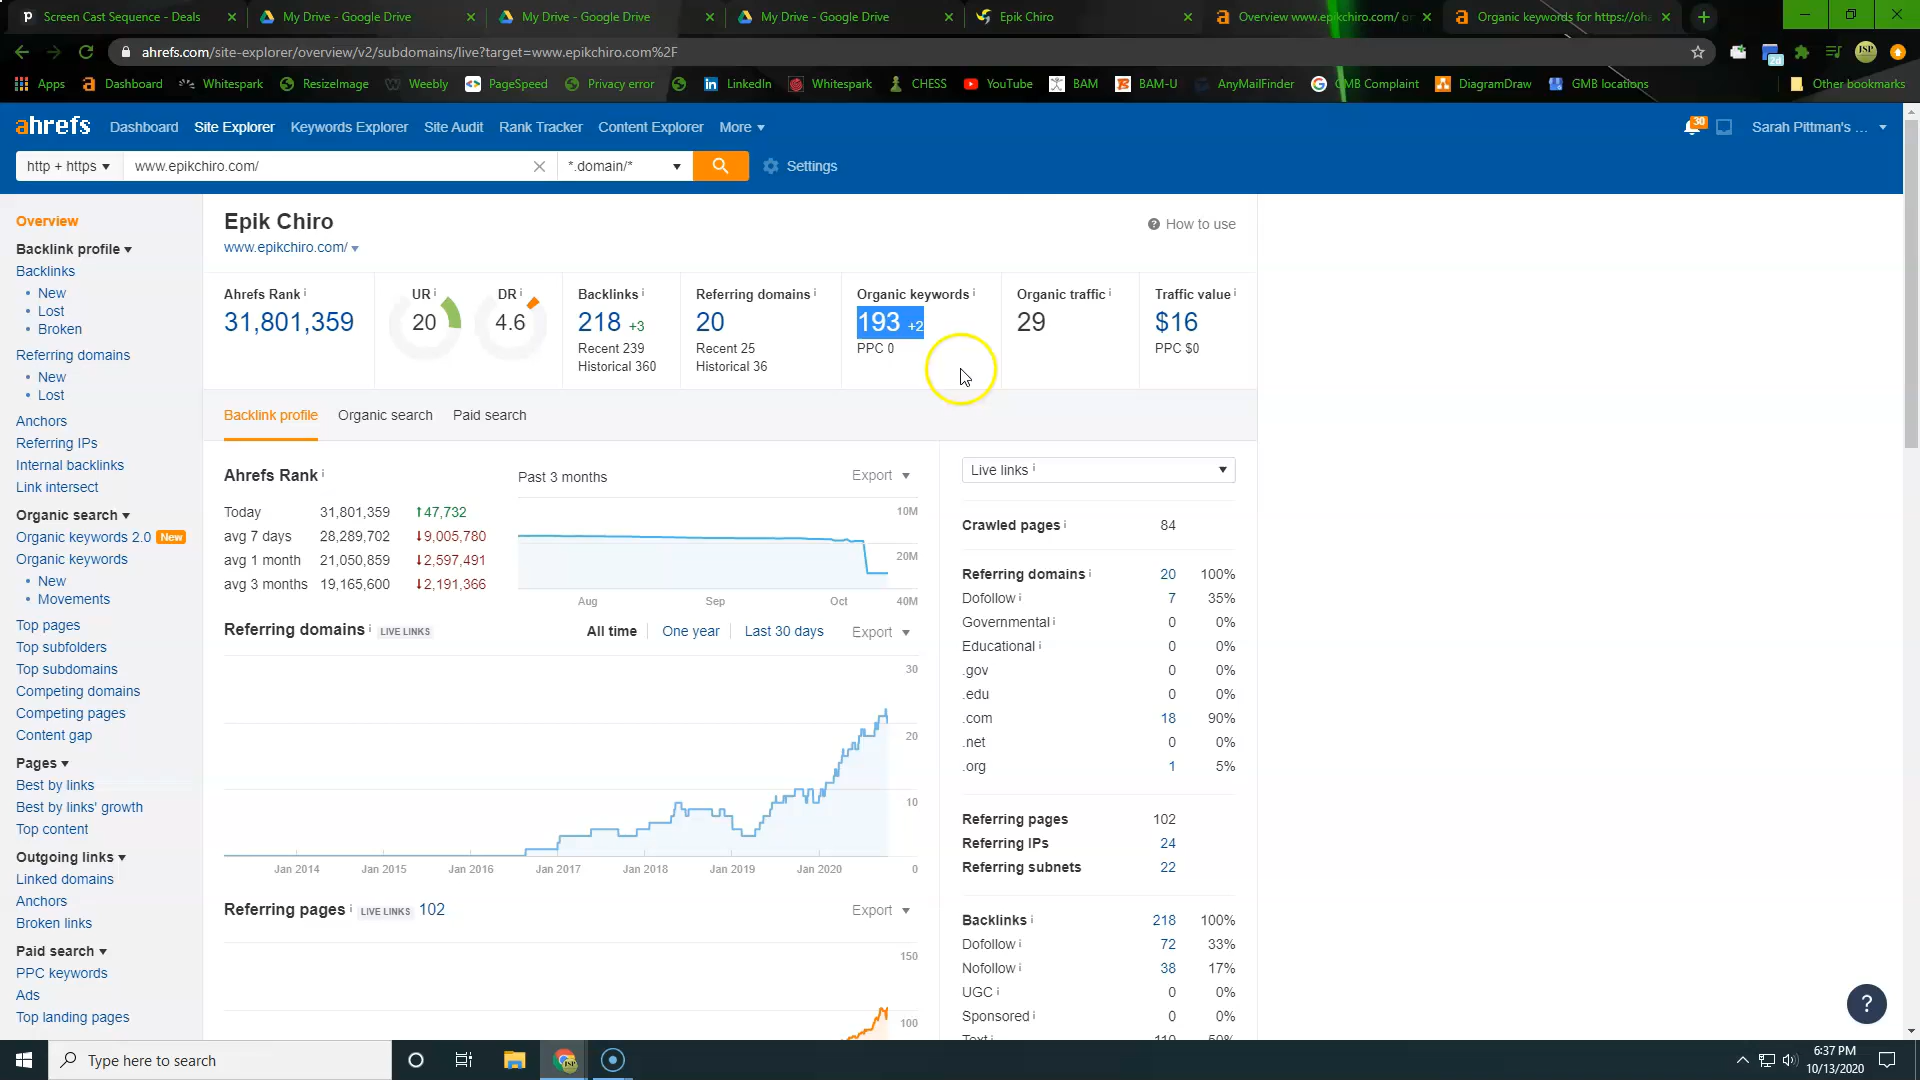 Screen Cast Sequence - Deals
My Drive - Google Drive
My Drive - Google Drive
My Drive - Google Drive
Epik Chiro
Overview www.epikchiro.com/ on
Organic keywords for https://oha
ahrefs.com/site-explorer/overview/v2/subdomains/live?target=www.epikchiro.com%2F
Apps Dashboard Whitespark ResizeImage Weebly PageSpeed Privacy error LinkedIn Whitespark CHESS YouTube BAM BAM-U AnyMailFinder GMB Complaint DiagramDraw GMB locations Other bookmarks
ahrefs Dashboard Site Explorer Keywords Explorer Site Audit Rank Tracker Content Explorer More 30 Sarah Pittman's ...
http + https www.epikchiro.com/ *.domain/* Settings
Overview
Backlink profile
Backlinks
New
Lost
Broken
Referring domains
New
Lost
Anchors
Referring IPs
Internal backlinks
Link intersect
Organic search
Organic keywords 2.0 New
Organic keywords
New
Movements
Top pages
Top subfolders
Top subdomains
Competing domains
Competing pages
Content gap
Pages
Best by links
Best by links' growth
Top content
Outgoing links
Linked domains
Anchors
Broken links
Paid search
PPC keywords
Ads
Top landing pages
Epik Chiro
www.epikchiro.com/
How to use
Ahrefs Rank
31,801,359
UR
20
DR
4.6
Backlinks
218 +3
Recent 239
Historical 360
Referring domains
20
Recent 25
Historical 36
Organic keywords
193 +2
PPC 0
Organic traffic
29
Traffic value
$16
PPC $0
Backlink profile Organic search Paid search
Ahrefs Rank Past 3 months Export
Today 31,801,359 ↑47,732
avg 7 days 28,289,702 ↓9,005,780
avg 1 month 21,050,859 ↓2,597,491
avg 3 months 19,165,600 ↓2,191,366
10M
20M
40M
Aug Sep Oct
Referring domains LIVE LINKS All time One year Last 30 days Export
30
20
10
0
Jan 2014 Jan 2015 Jan 2016 Jan 2017 Jan 2018 Jan 2019 Jan 2020
Referring pages LIVE LINKS 102 Export
150
100
Live links
Crawled pages 84
Referring domains 20 100%
Dofollow 7 35%
Governmental 0 0%
Educational 0 0%
.gov 0 0%
.edu 0 0%
.com 18 90%
.net 0 0%
.org 1 5%
Referring pages 102
Referring IPs 24
Referring subnets 22
Backlinks 218 100%
Dofollow 72 33%
Nofollow 38 17%
UGC 0 0%
Sponsored 0 0%
Text 110 50%
?
Type here to search
6:37 PM
10/13/2020